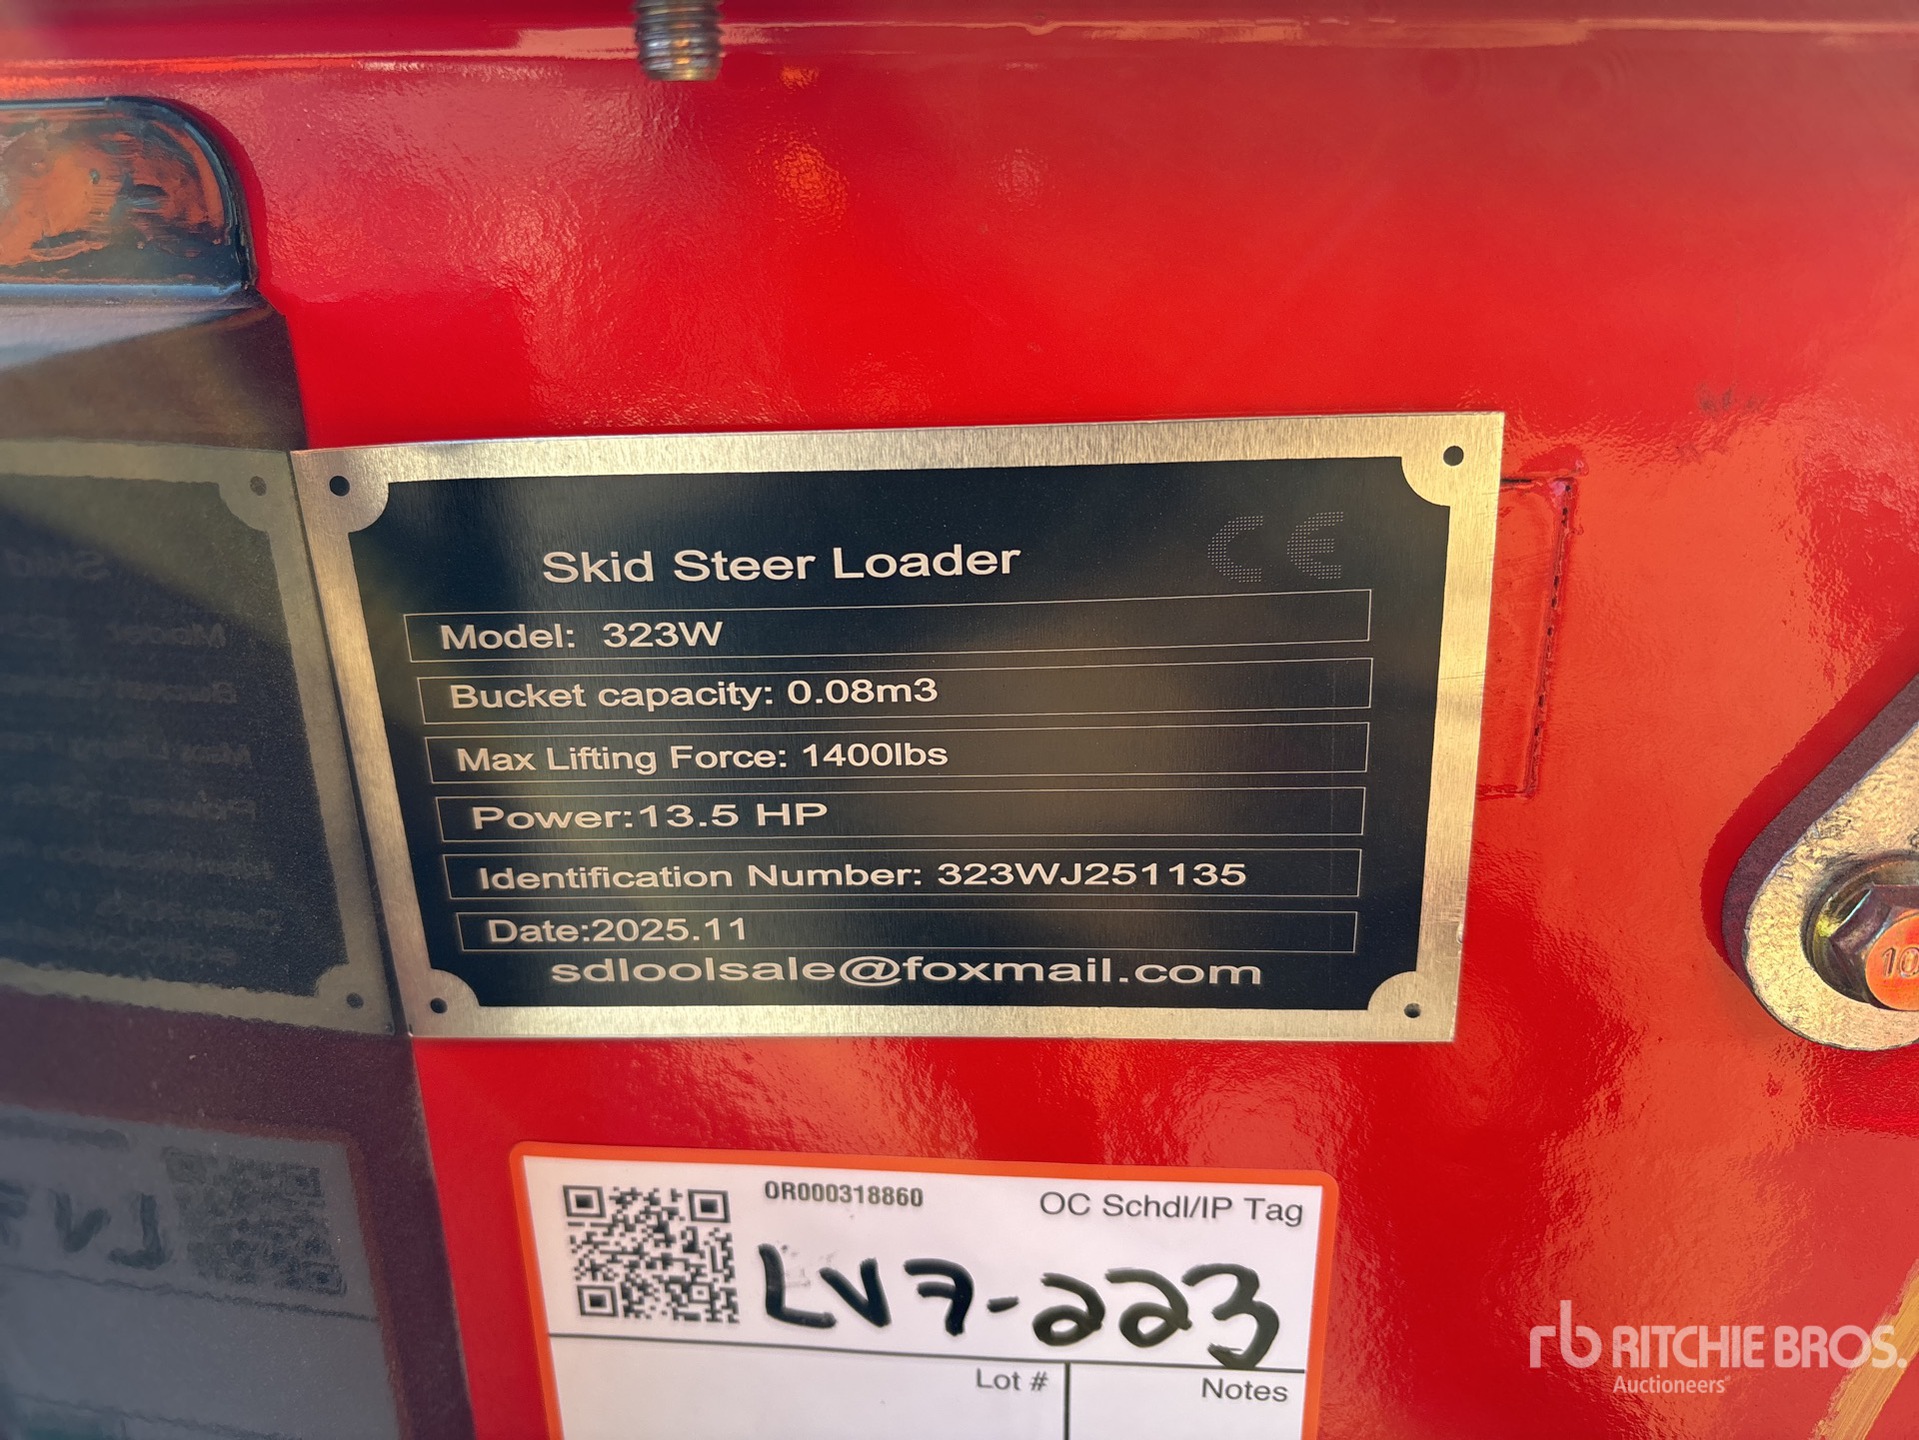 Skid Steer Loader
CE
Model: 323W
Bucket capacity: 0.08m3
Max Lifting Force: 1400lbs
Power:13.5 HP
Identification Number: 323WJ251135
Date:2025.11
sdloolsale@foxmail.com
OR000318860
OC Schdl/IP Tag
LV7-223
Lot #
Notes
10
rb RITCHIE BROS.
Auctioneers